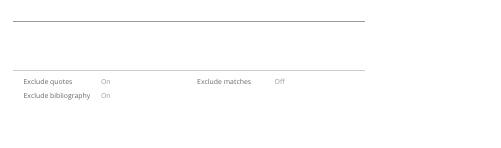 Exclude quotes On Exclude matches Off
Exclude bibliography On